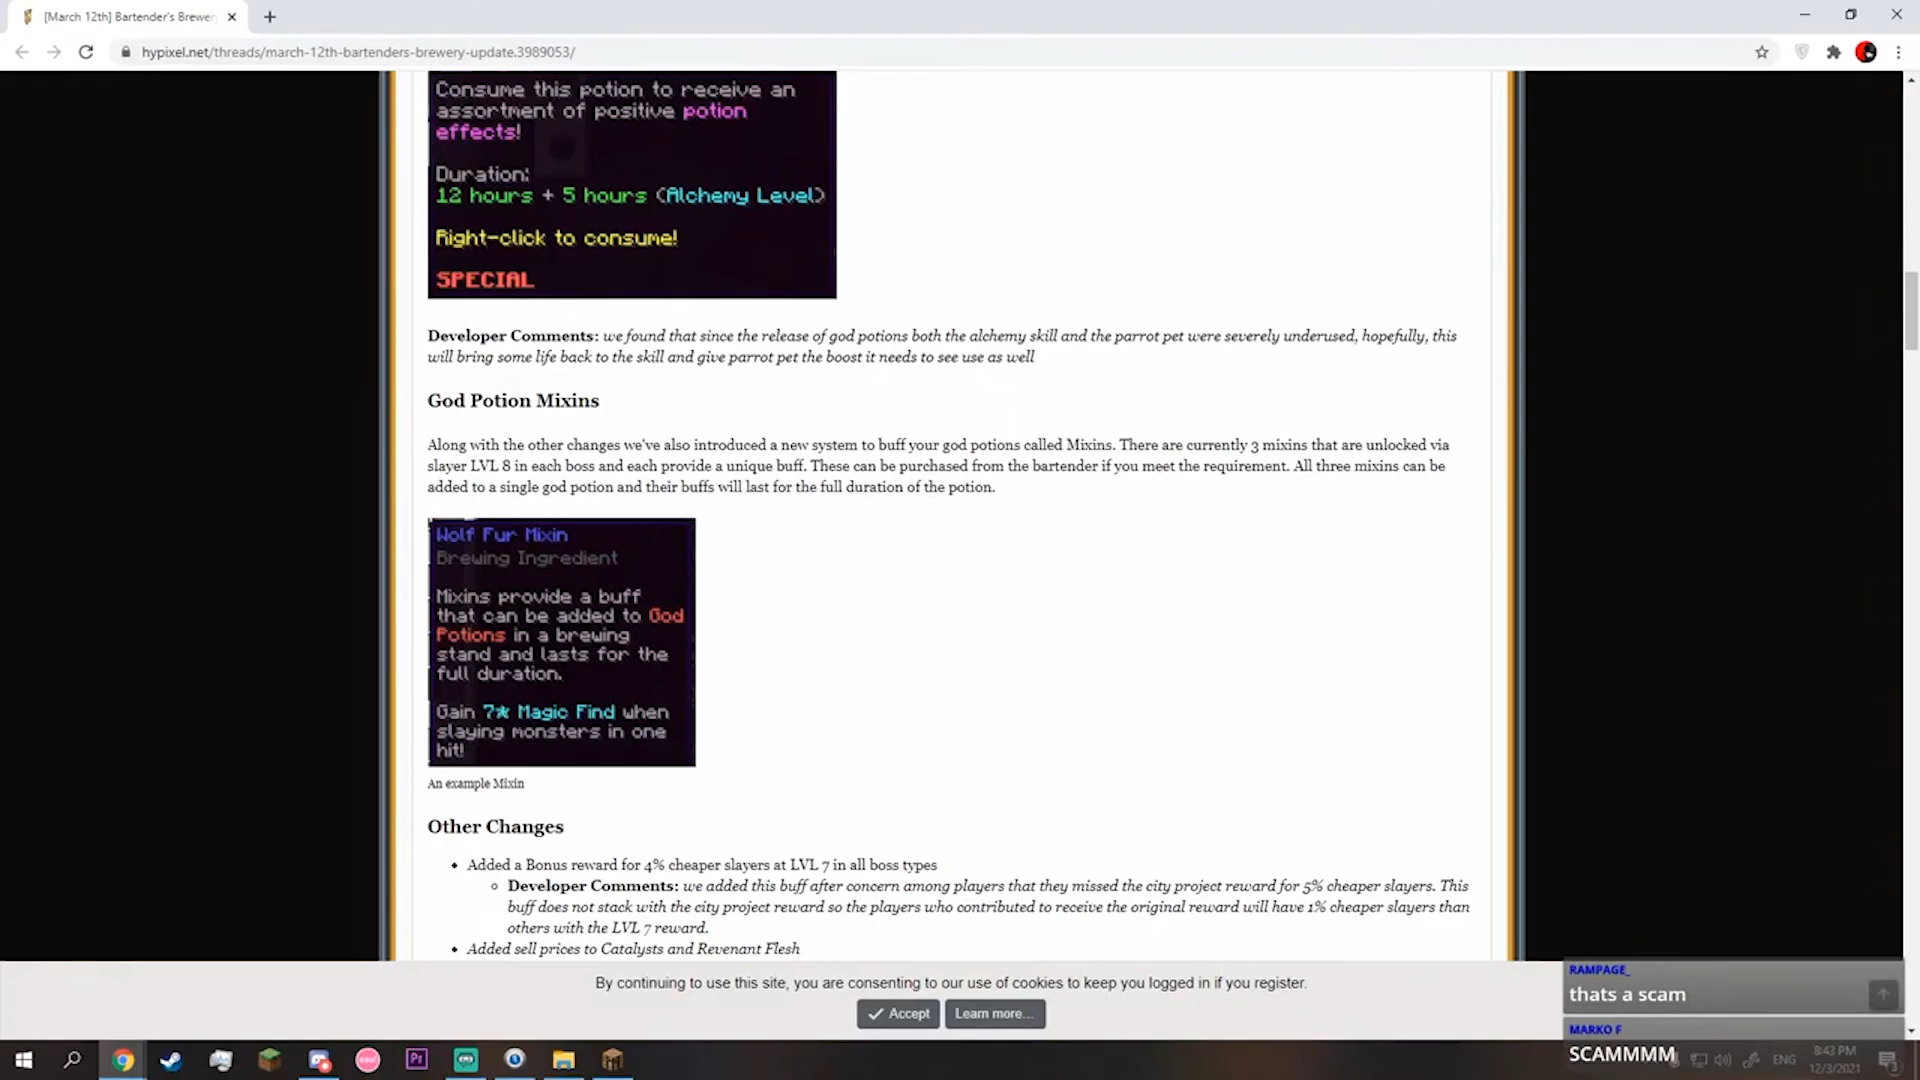 [March 12th] Bartender's Brewer
hypixel.net/threads/march-12th-bartenders-brewery-update.3989053/
Consume this potion to receive an
assortment of positive potion
effects!
Duration:
12 hours + 5 hours (Alchemy Level)
Right-click to consume!
SPECIAL
Developer Comments: we found that since the release of god potions both the alchemy skill and the parrot pet were severely underused, hopefully, this
will bring some life back to the skill and give parrot pet the boost it needs to see use as well
God Potion Mixins
Along with the other changes we've also introduced a new system to buff your god potions called Mixins. There are currently 3 mixins that are unlocked via
slayer LVL 8 in each boss and each provide a unique buff. These can be purchased from the bartender if you meet the requirement. All three mixins can be
added to a single god potion and their buffs will last for the full duration of the potion.
Wolf Fur Mixin
Brewing Ingredient
Mixins provide a buff
that can be added to God
Potions in a brewing
stand and lasts for the
full duration.
Gain 7✯ Magic Find when
slaying monsters in one
hit!
An example Mixin
Other Changes
• Added a Bonus reward for 4% cheaper slayers at LVL 7 in all boss types
◦ Developer Comments: we added this buff after concern among players that they missed the city project reward for 5% cheaper slayers. This
buff does not stack with the city project reward so the players who contributed to receive the original reward will have 1% cheaper slayers than
others with the LVL 7 reward.
• Added sell prices to Catalysts and Revenant Flesh
By continuing to use this site, you are consenting to our use of cookies to keep you logged in if you register.
Accept Learn more...
RAMPAGE_
thats a scam
MARKO F
SCAMMMM
osu!
Pr
ENG
8:43 PM
12/3/2021
3